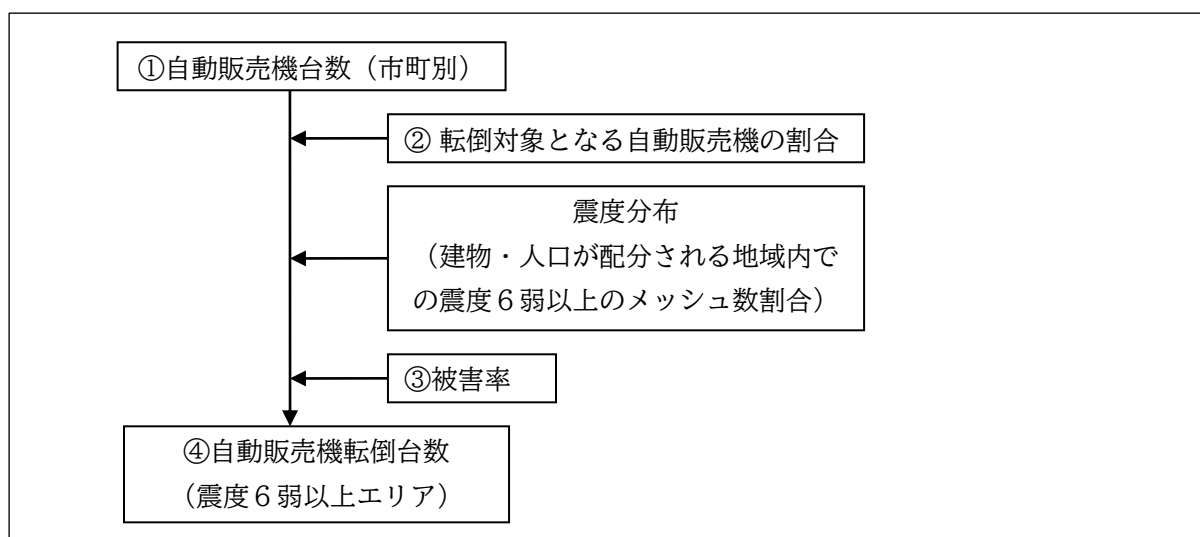 ①自動販売機台数（市町別）
② 転倒対象となる自動販売機の割合
震度分布
（建物・人口が配分される地域内で
の震度６弱以上のメッシュ数割合）
③被害率
④自動販売機転倒台数
（震度６弱以上エリア）